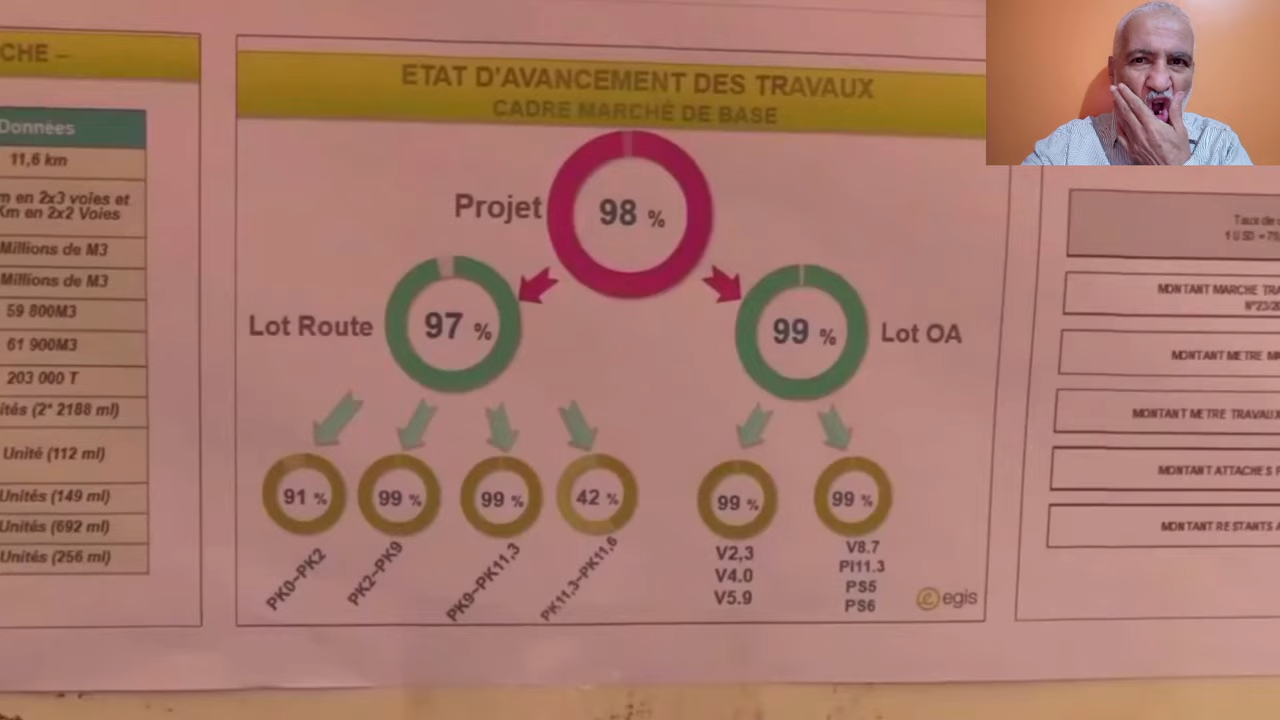 CHE –
Données
11,6 km
m en 2x3 voies et
Km en 2x2 Voies
Millions de M3
Millions de M3
59 800M3
61 900M3
203 000 T
ités (2* 2188 ml)
Unité (112 ml)
Unités (149 ml)
Unités (692 ml)
Unités (256 ml)
ETAT D'AVANCEMENT DES TRAVAUX
CADRE MARCHÉ DE BASE
Projet
98 %
Lot Route
97 %
99 %
Lot OA
91 %
99 %
99 %
42 %
99 %
99 %
PK0–PK2
PK2–PK9
PK9–PK11,3
PK11,3–PK11,6
V2,3
V4.0
V5.9
V8.7
PI11.3
PS5
PS6
egis
Taux de
1 USD =
MONTANT MARCHE TRA
MONTANT METRE
MONTANT METRE TRAVAUX
MONTANT ATTACHES
MONTANT RESTANTS A